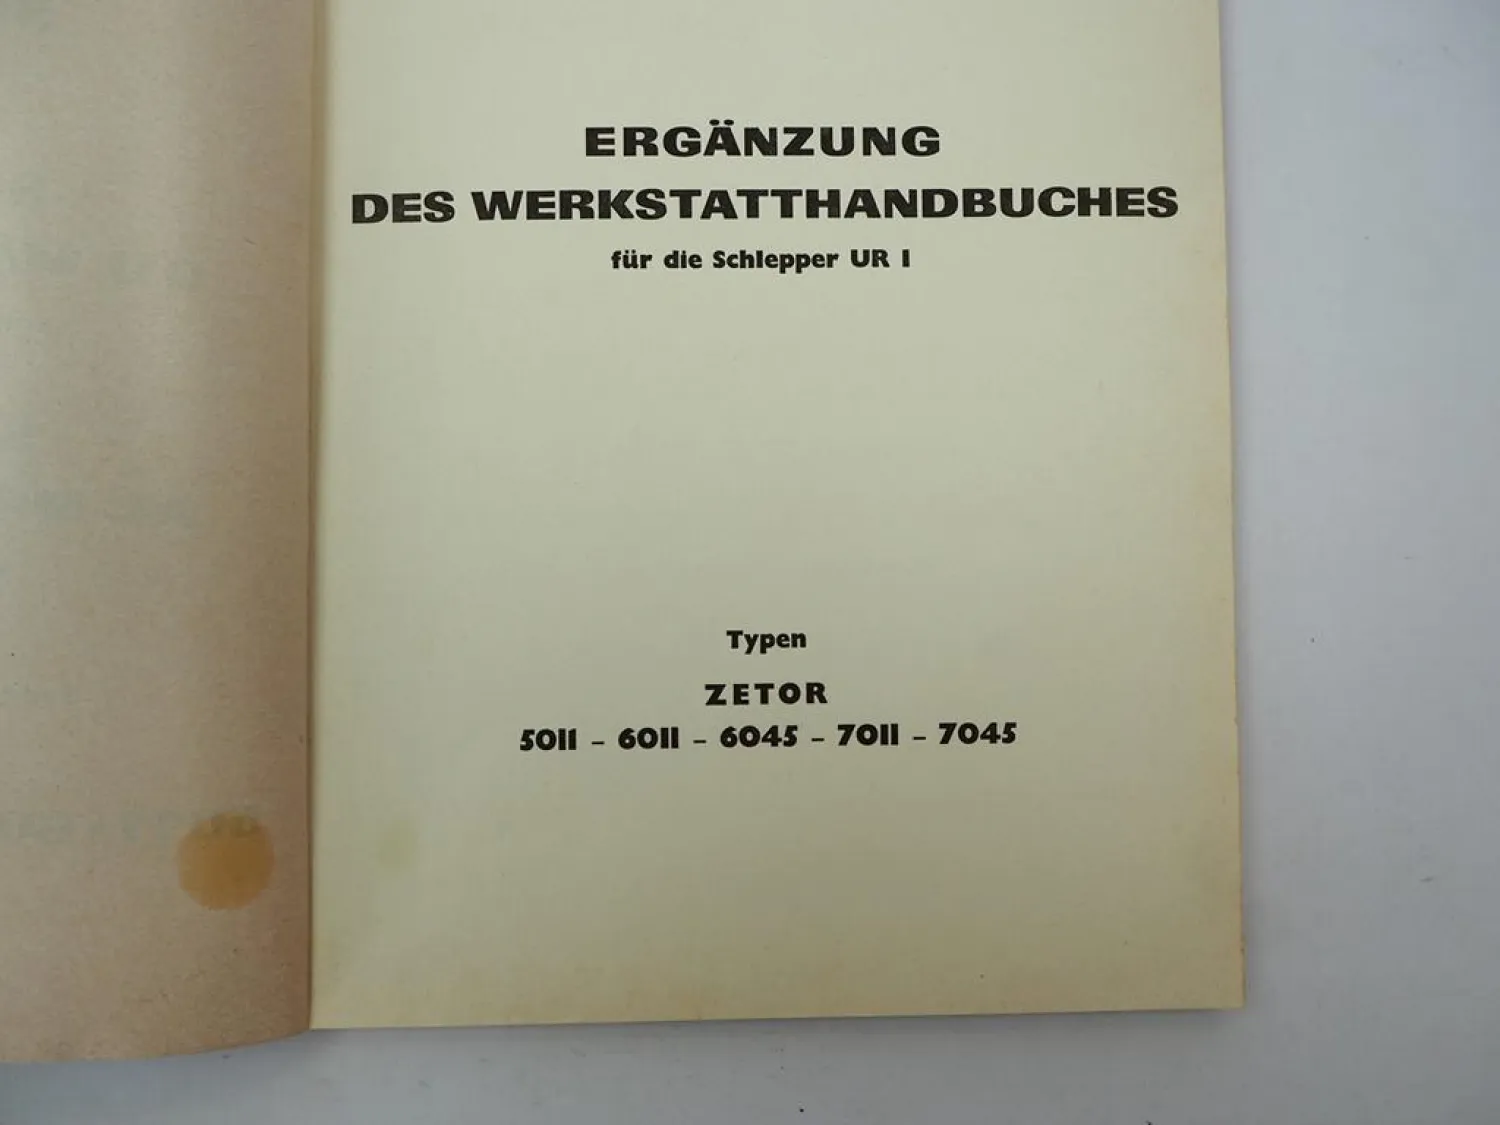 ERGÄNZUNG
DES WERKSTATTHANDBUCHES
für die Schlepper UR I
Typen
ZETOR
5011 – 6011 – 6045 – 7011 – 7045